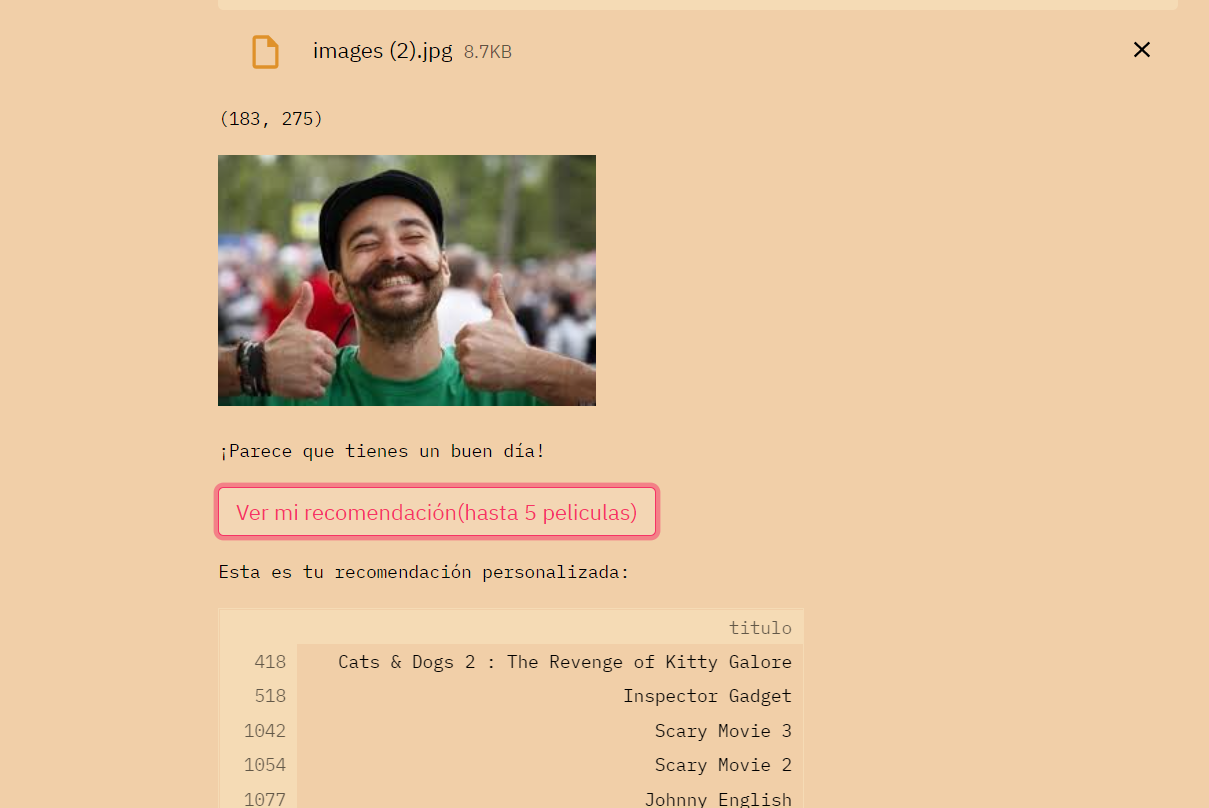 images (2).jpg 8.7KB
(183, 275)
¡Parece que tienes un buen día!
Ver mi recomendación(hasta 5 peliculas)
Esta es tu recomendación personalizada:
titulo
418 Cats & Dogs 2 : The Revenge of Kitty Galore
518 Inspector Gadget
1042 Scary Movie 3
1054 Scary Movie 2
1077 Johnny English